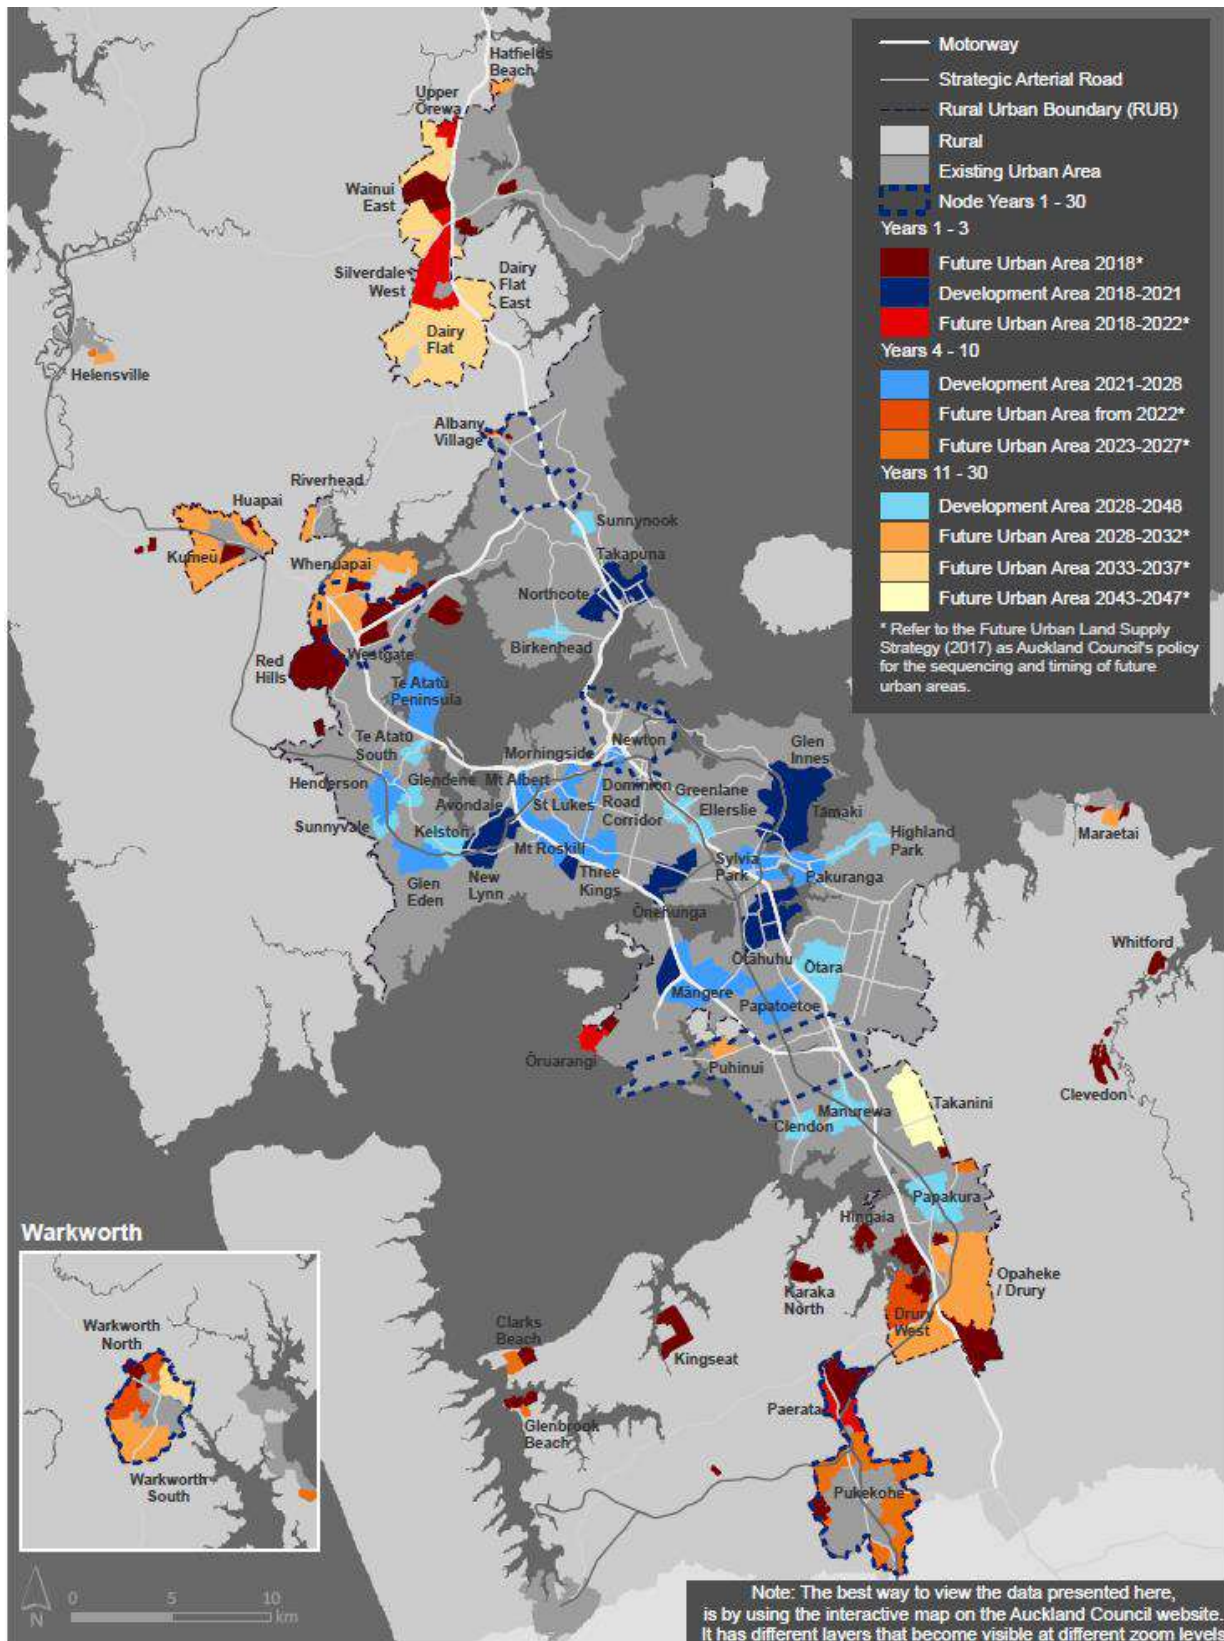 Motorway
Strategic Arterial Road
Rural Urban Boundary (RUB)
Rural
Existing Urban Area
Node Years 1 - 30
Years 1 - 3
Future Urban Area 2018*
Development Area 2018-2021
Future Urban Area 2018-2022*
Years 4 - 10
Development Area 2021-2028
Future Urban Area from 2022*
Future Urban Area 2023-2027*
Years 11 - 30
Development Area 2028-2048
Future Urban Area 2028-2032*
Future Urban Area 2033-2037*
Future Urban Area 2043-2047*
* Refer to the Future Urban Land Supply
Strategy (2017) as Auckland Council's policy
for the sequencing and timing of future
urban areas.
Hatfields
Beach
Upper
Ōrewa
Wainui
East
Silverdale
West
Dairy
Flat
East
Dairy
Flat
Helensville
Albany
Village
Riverhead
Huapai
Kumeū
Whenuapai
Sunnynook
Takapuna
Northcote
Birkenhead
Red
Hills
Westgate
Te Atatū
Peninsula
Te Atatū
South
Morningside
Newton
Glen
Innes
Henderson
Glendene
Mt Albert
Avondale
St Lukes
Dominion
Road
Corridor
Greenlane
Ellerslie
Tāmaki
Highland
Park
Maraetai
Sunnyvale
Kelston
Mt Roskill
Sylvia
Park
Pakuranga
Glen
Eden
New
Lynn
Three
Kings
Ōnehunga
Whitford
Ōtāhuhu
Ōtara
Māngere
Papatoetoe
Ōruarangi
Puhinui
Clevedon
Takanini
Manurewa
Clendon
Papakura
Hingaia
Opaheke
/ Drury
Karaka
North
Drury
West
Clarks
Beach
Kingseat
Paerata
Glenbrook
Beach
Pukekohe
Warkworth
Warkworth
North
Warkworth
South
N
0 5 10
km
Note: The best way to view the data presented here,
is by using the interactive map on the Auckland Council website.
It has different layers that become visible at different zoom levels